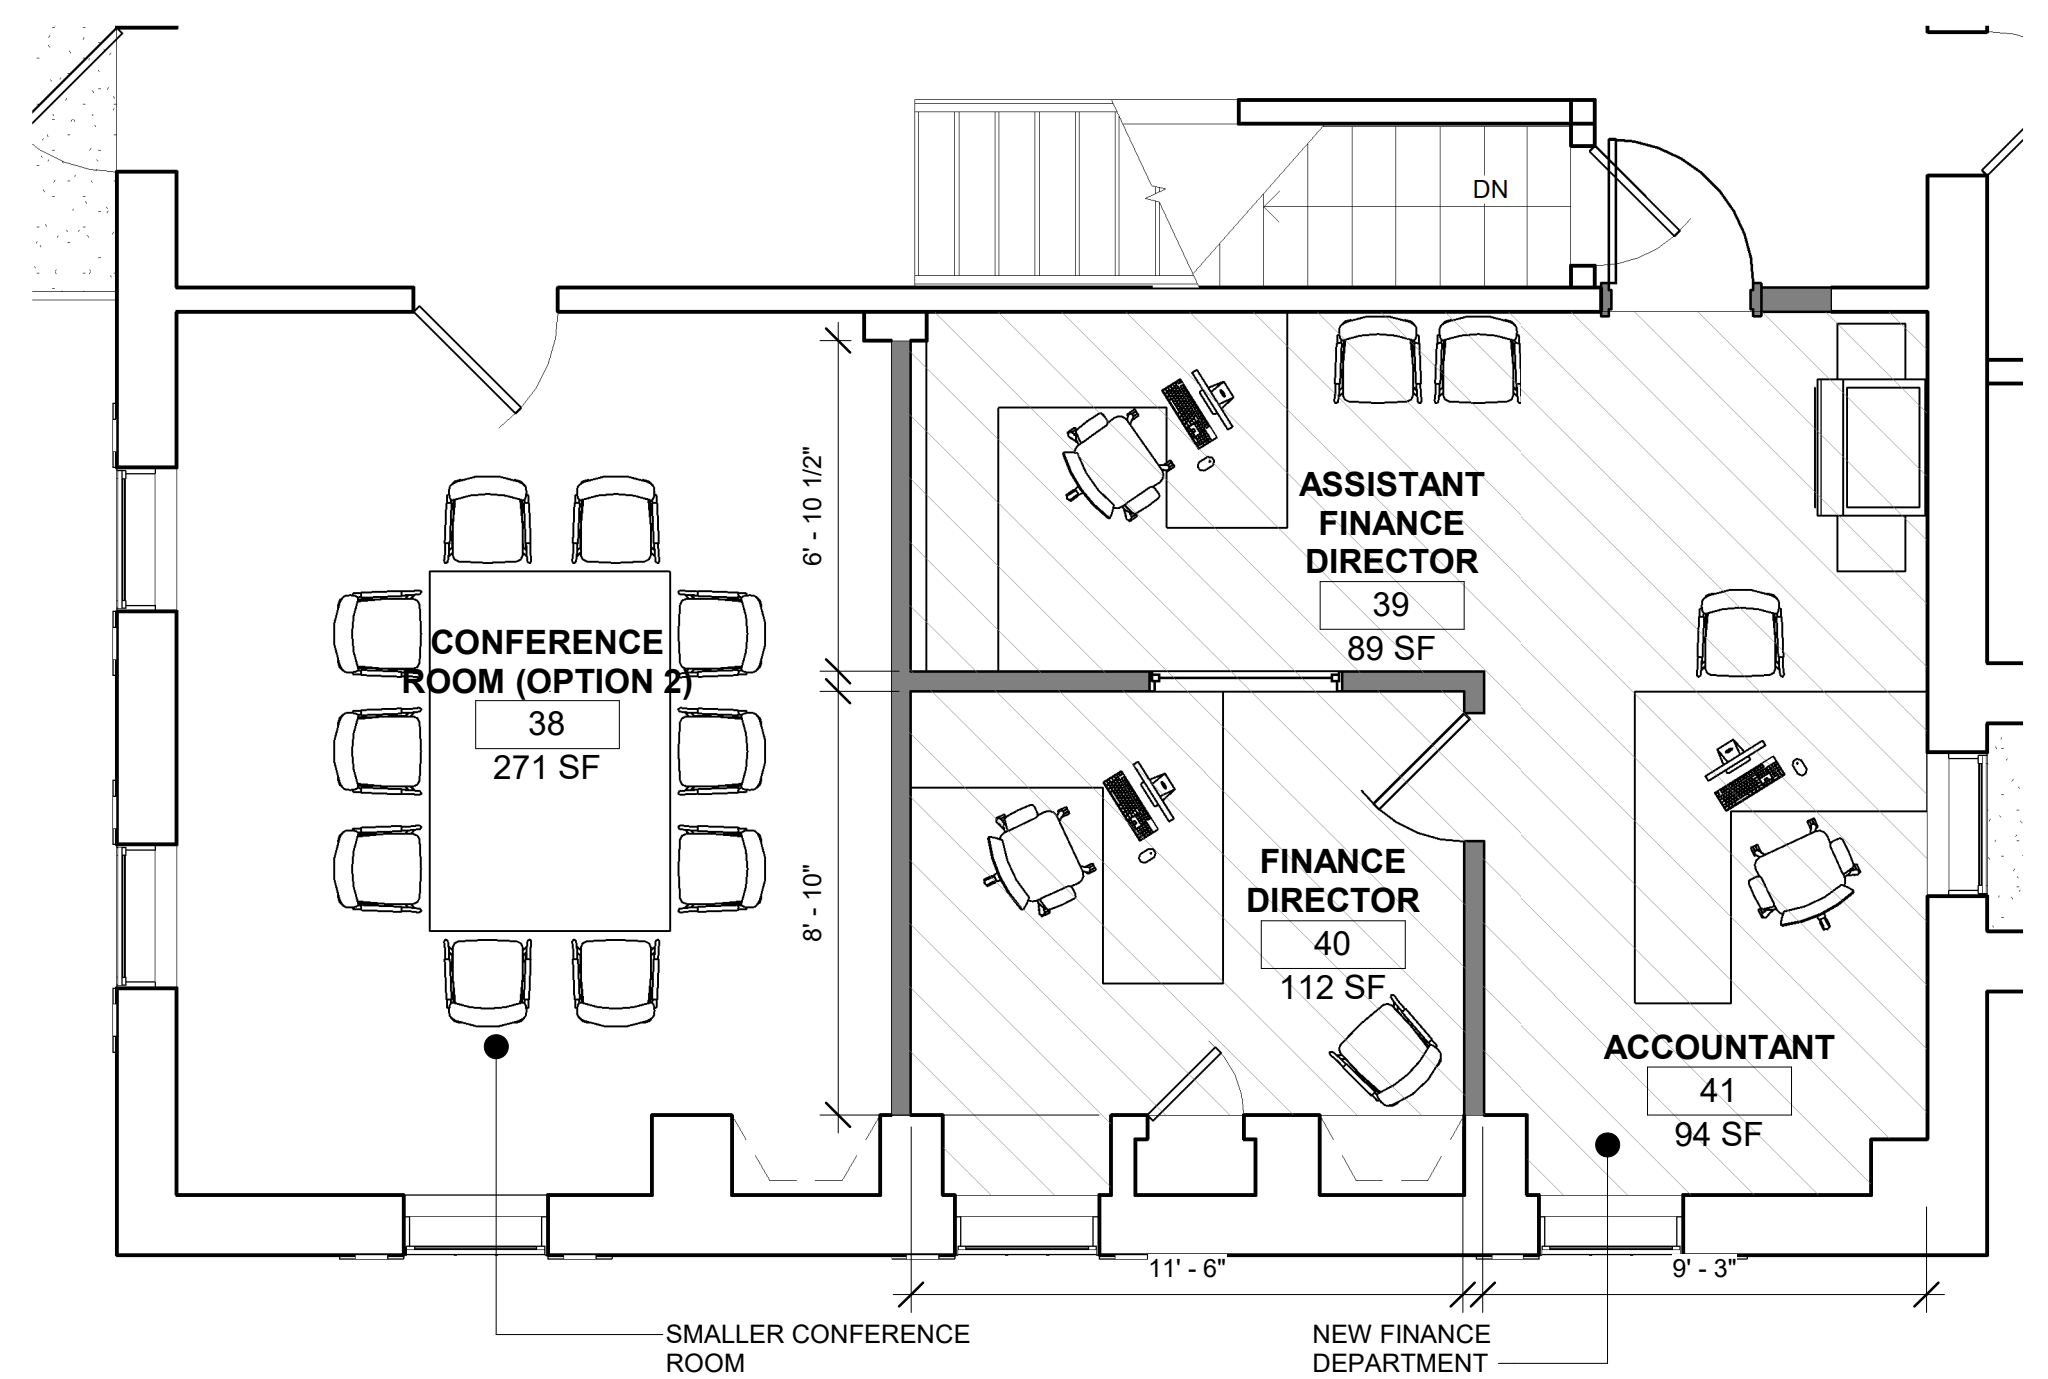 DN
6' - 10 1/2"
ASSISTANT
FINANCE
DIRECTOR
39
89 SF
CONFERENCE
ROOM (OPTION 2)
38
271 SF
8' - 10"
FINANCE
DIRECTOR
40
112 SF
ACCOUNTANT
41
94 SF
11' - 6"
9' - 3"
SMALLER CONFERENCE
ROOM
NEW FINANCE
DEPARTMENT